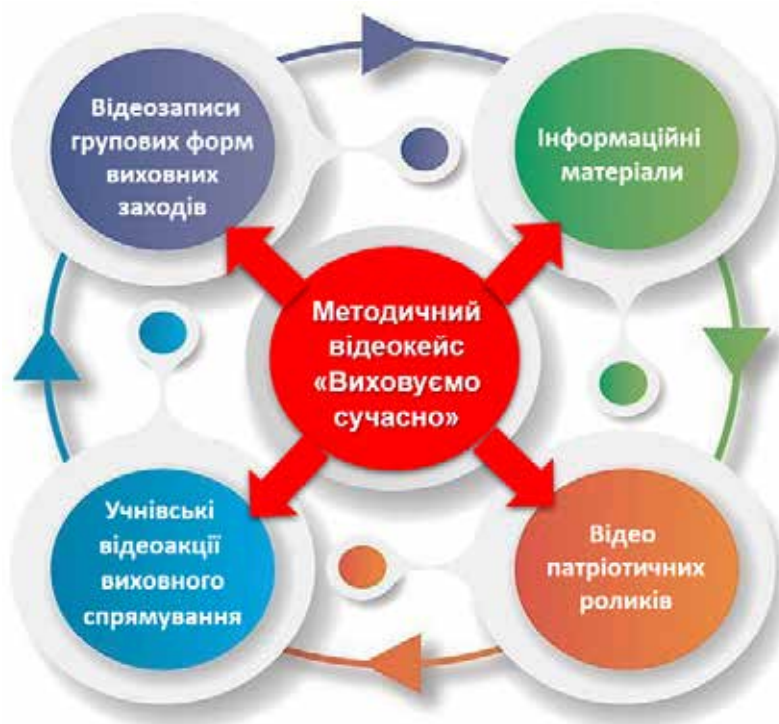 Відеозаписи
групових форм
виховних
заходів
Інформаційні
матеріали
Методичний
відеокейс
«Виховуємо
сучасно»
Учнівські
відеоакції
виховного
спрямування
Відео
патріотичних
роликів